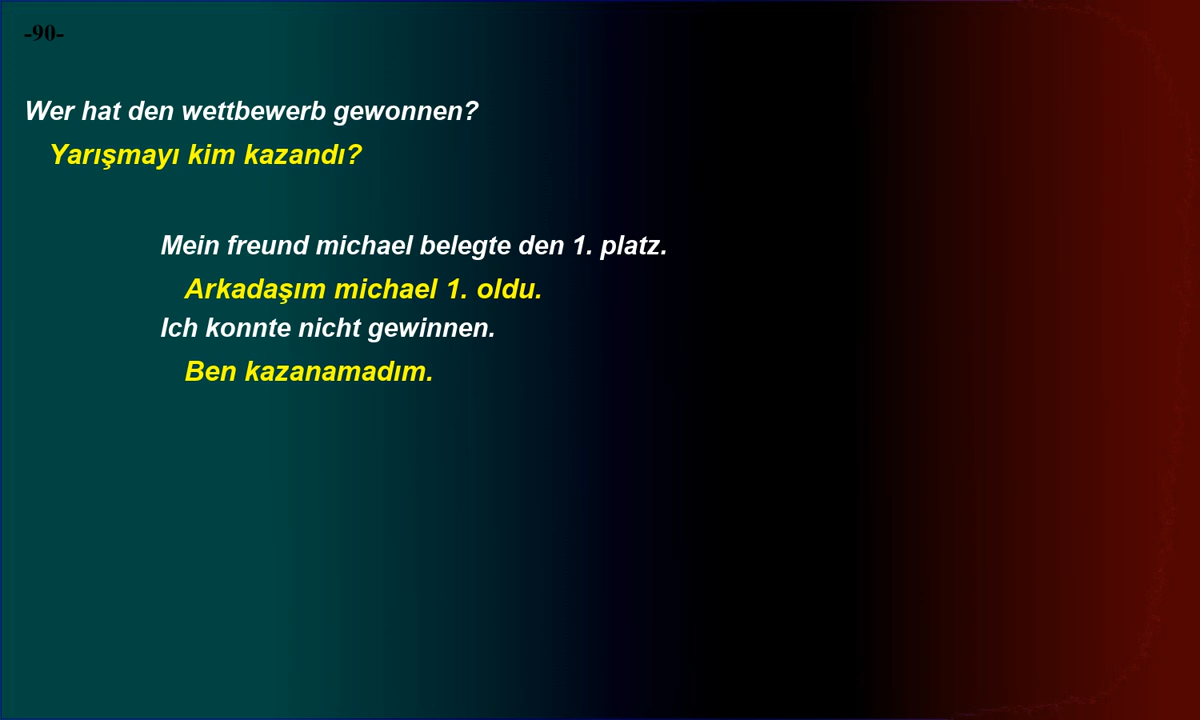 -90-
Wer hat den wettbewerb gewonnen?
Yarışmayı kim kazandı?
Mein freund michael belegte den 1. platz.
Arkadaşım michael 1. oldu.
Ich konnte nicht gewinnen.
Ben kazanamadım.